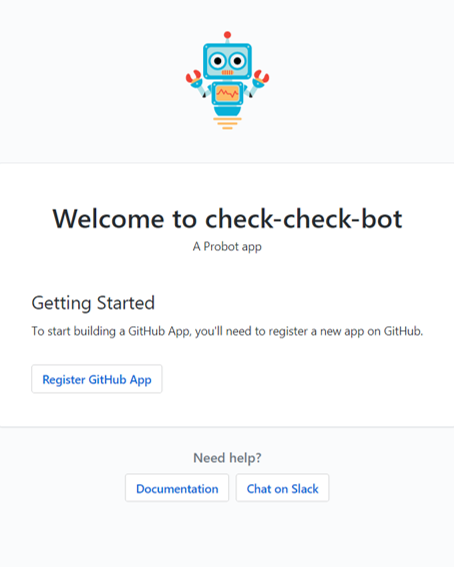 Welcome to check-check-bot
A Probot app
Getting Started
To start building a GitHub App, you'll need to register a new app on GitHub.
Register GitHub App
Need help?
Documentation
Chat on Slack